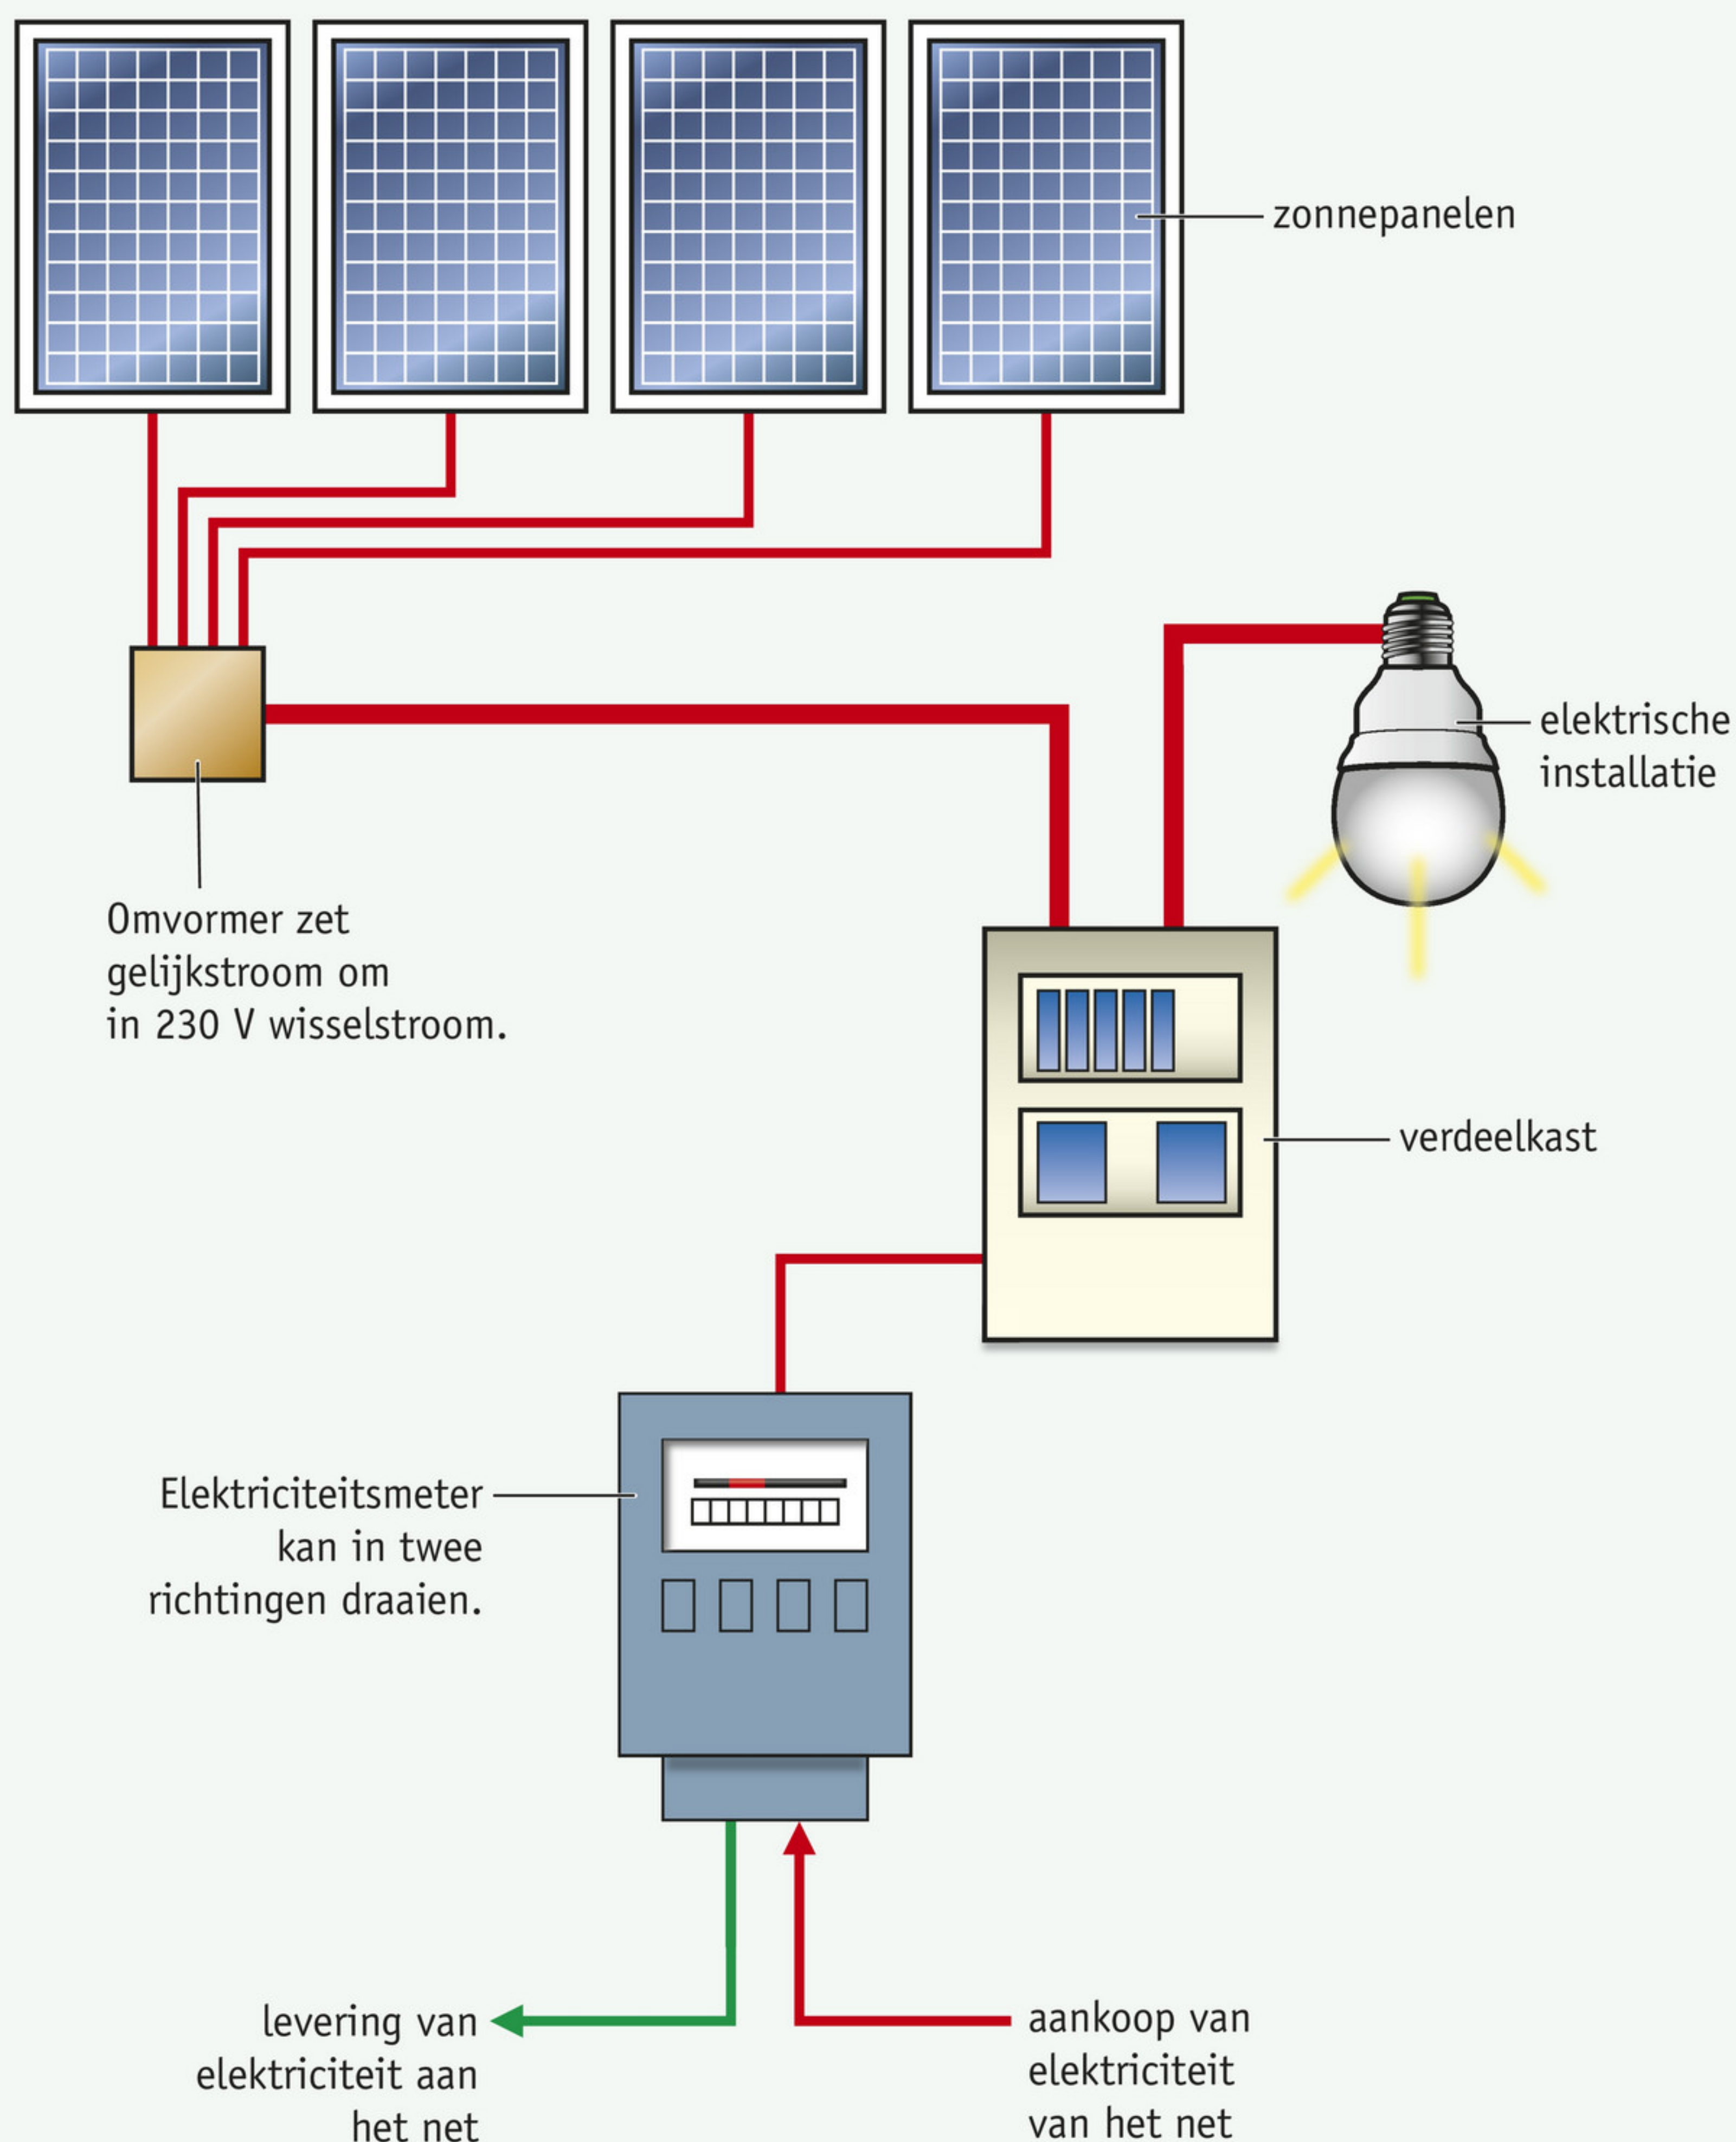 zonnepanelen
elektrische
installatie
Omvormer zet
gelijkstroom om
in 230 V wisselstroom.
verdeelkast
Elektriciteitsmeter
kan in twee
richtingen draaien.
levering van
elektriciteit aan
het net
aankoop van
elektriciteit
van het net